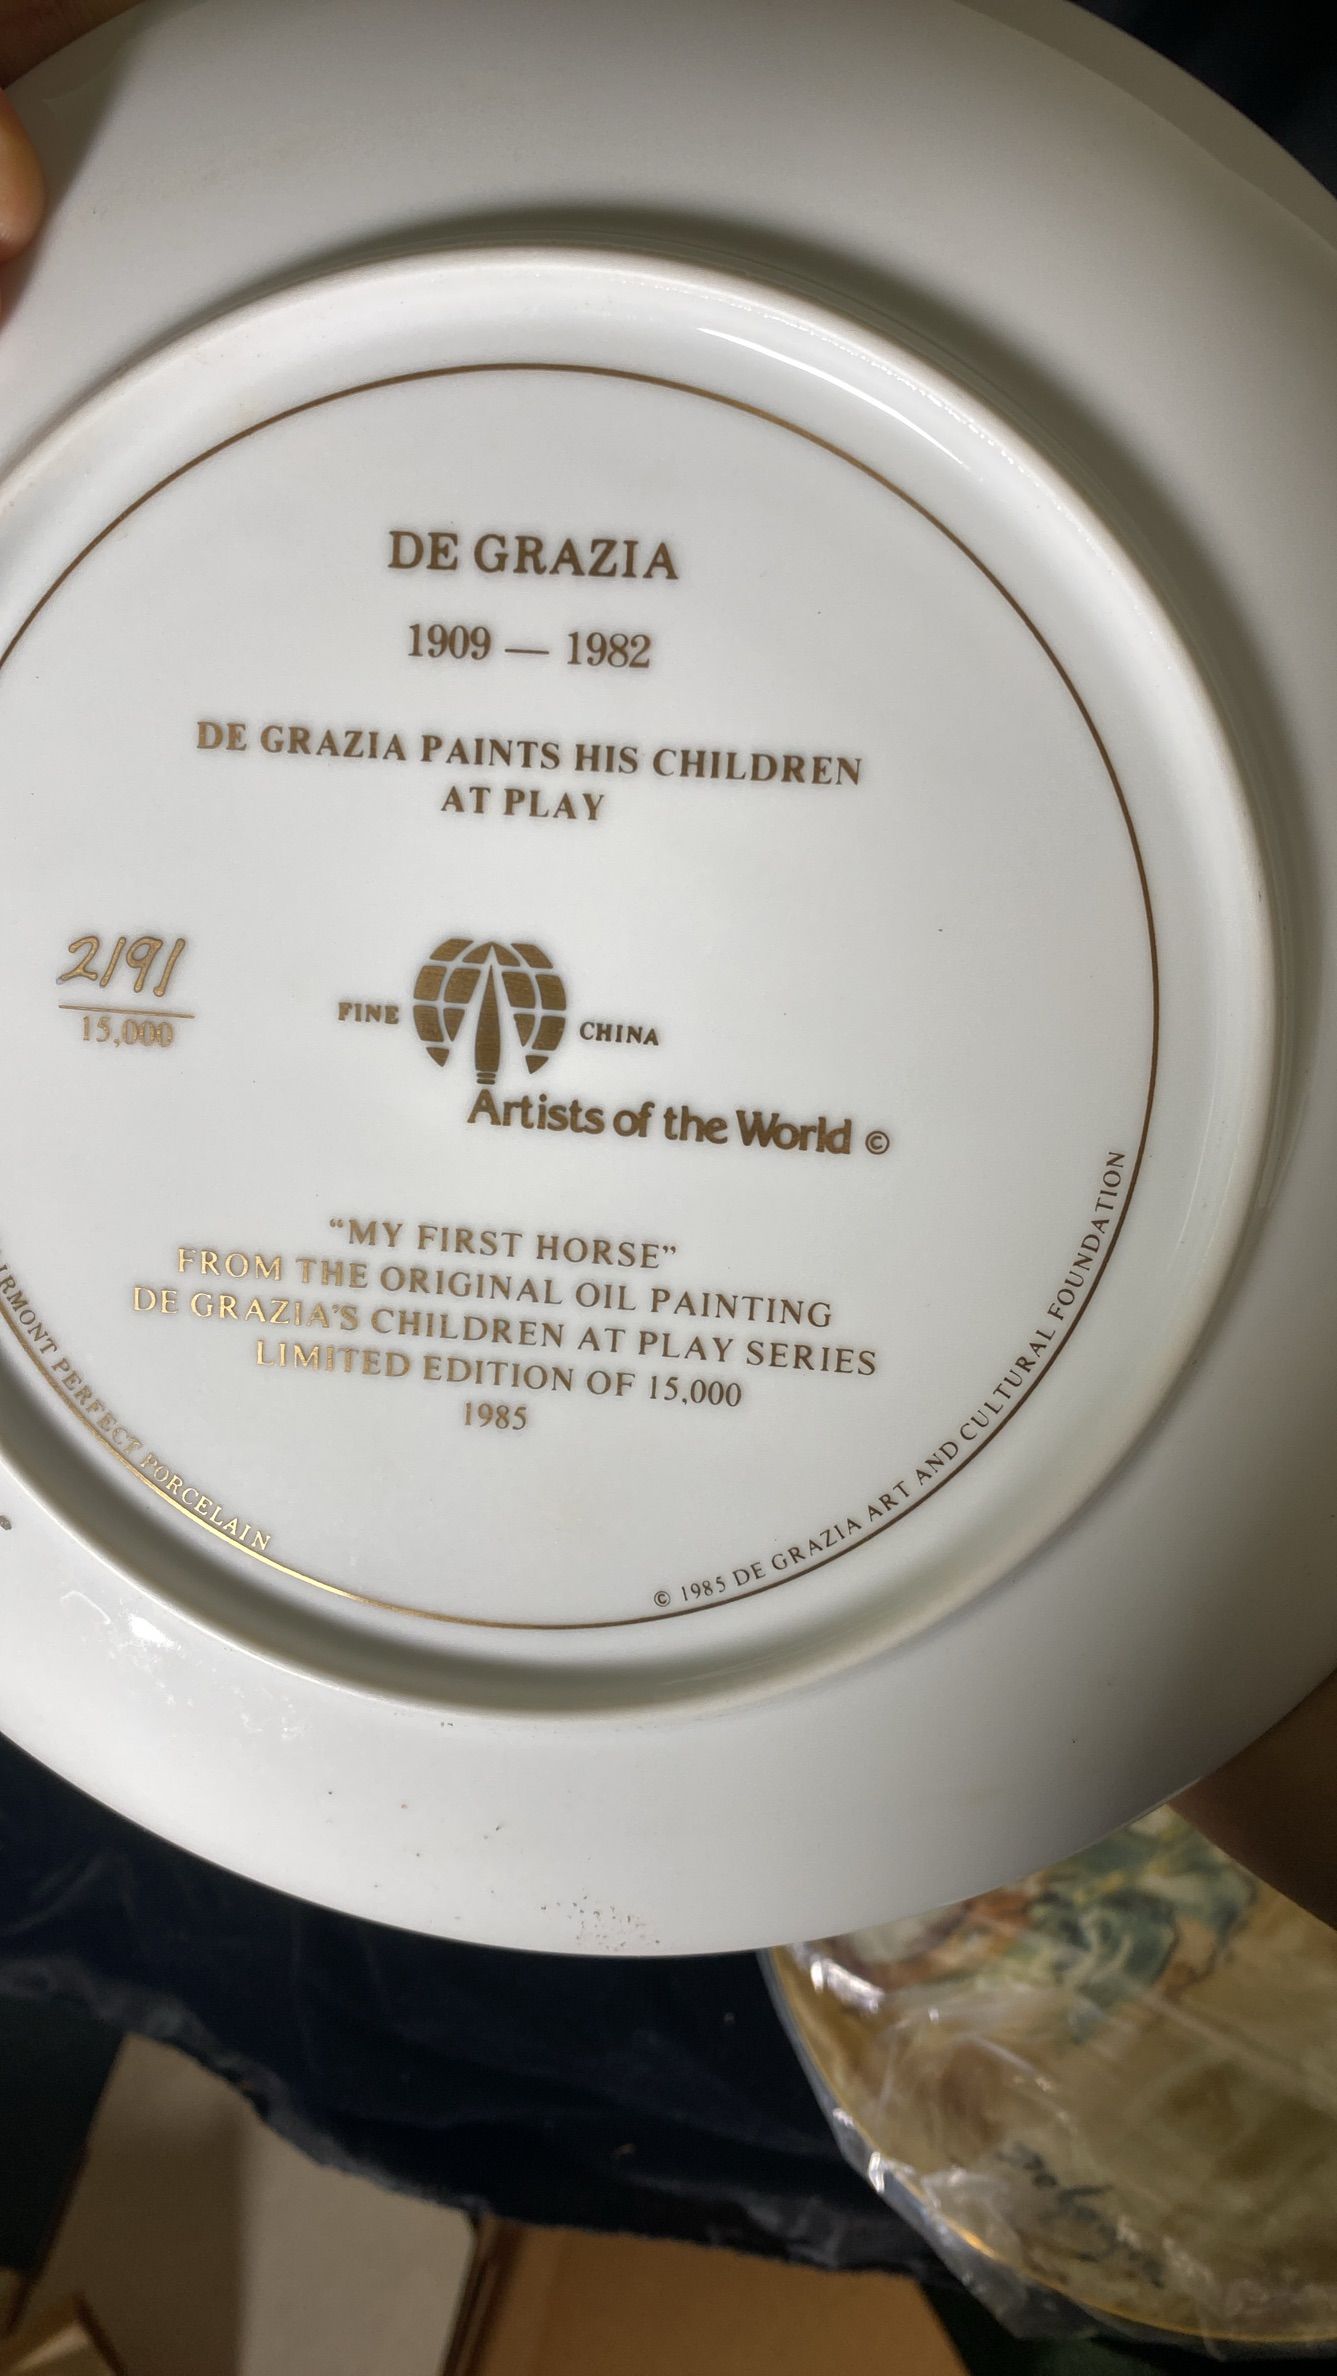 DE GRAZIA
1909 — 1982
DE GRAZIA PAINTS HIS CHILDREN
AT PLAY
2191
15,000
FINE CHINA
Artists of the World ©
“MY FIRST HORSE”
FROM THE ORIGINAL OIL PAINTING
DE GRAZIA'S CHILDREN AT PLAY SERIES
LIMITED EDITION OF 15,000
1985
PERFECT PORCELAIN
© 1985 DE GRAZIA ART AND CULTURAL FOUNDATION